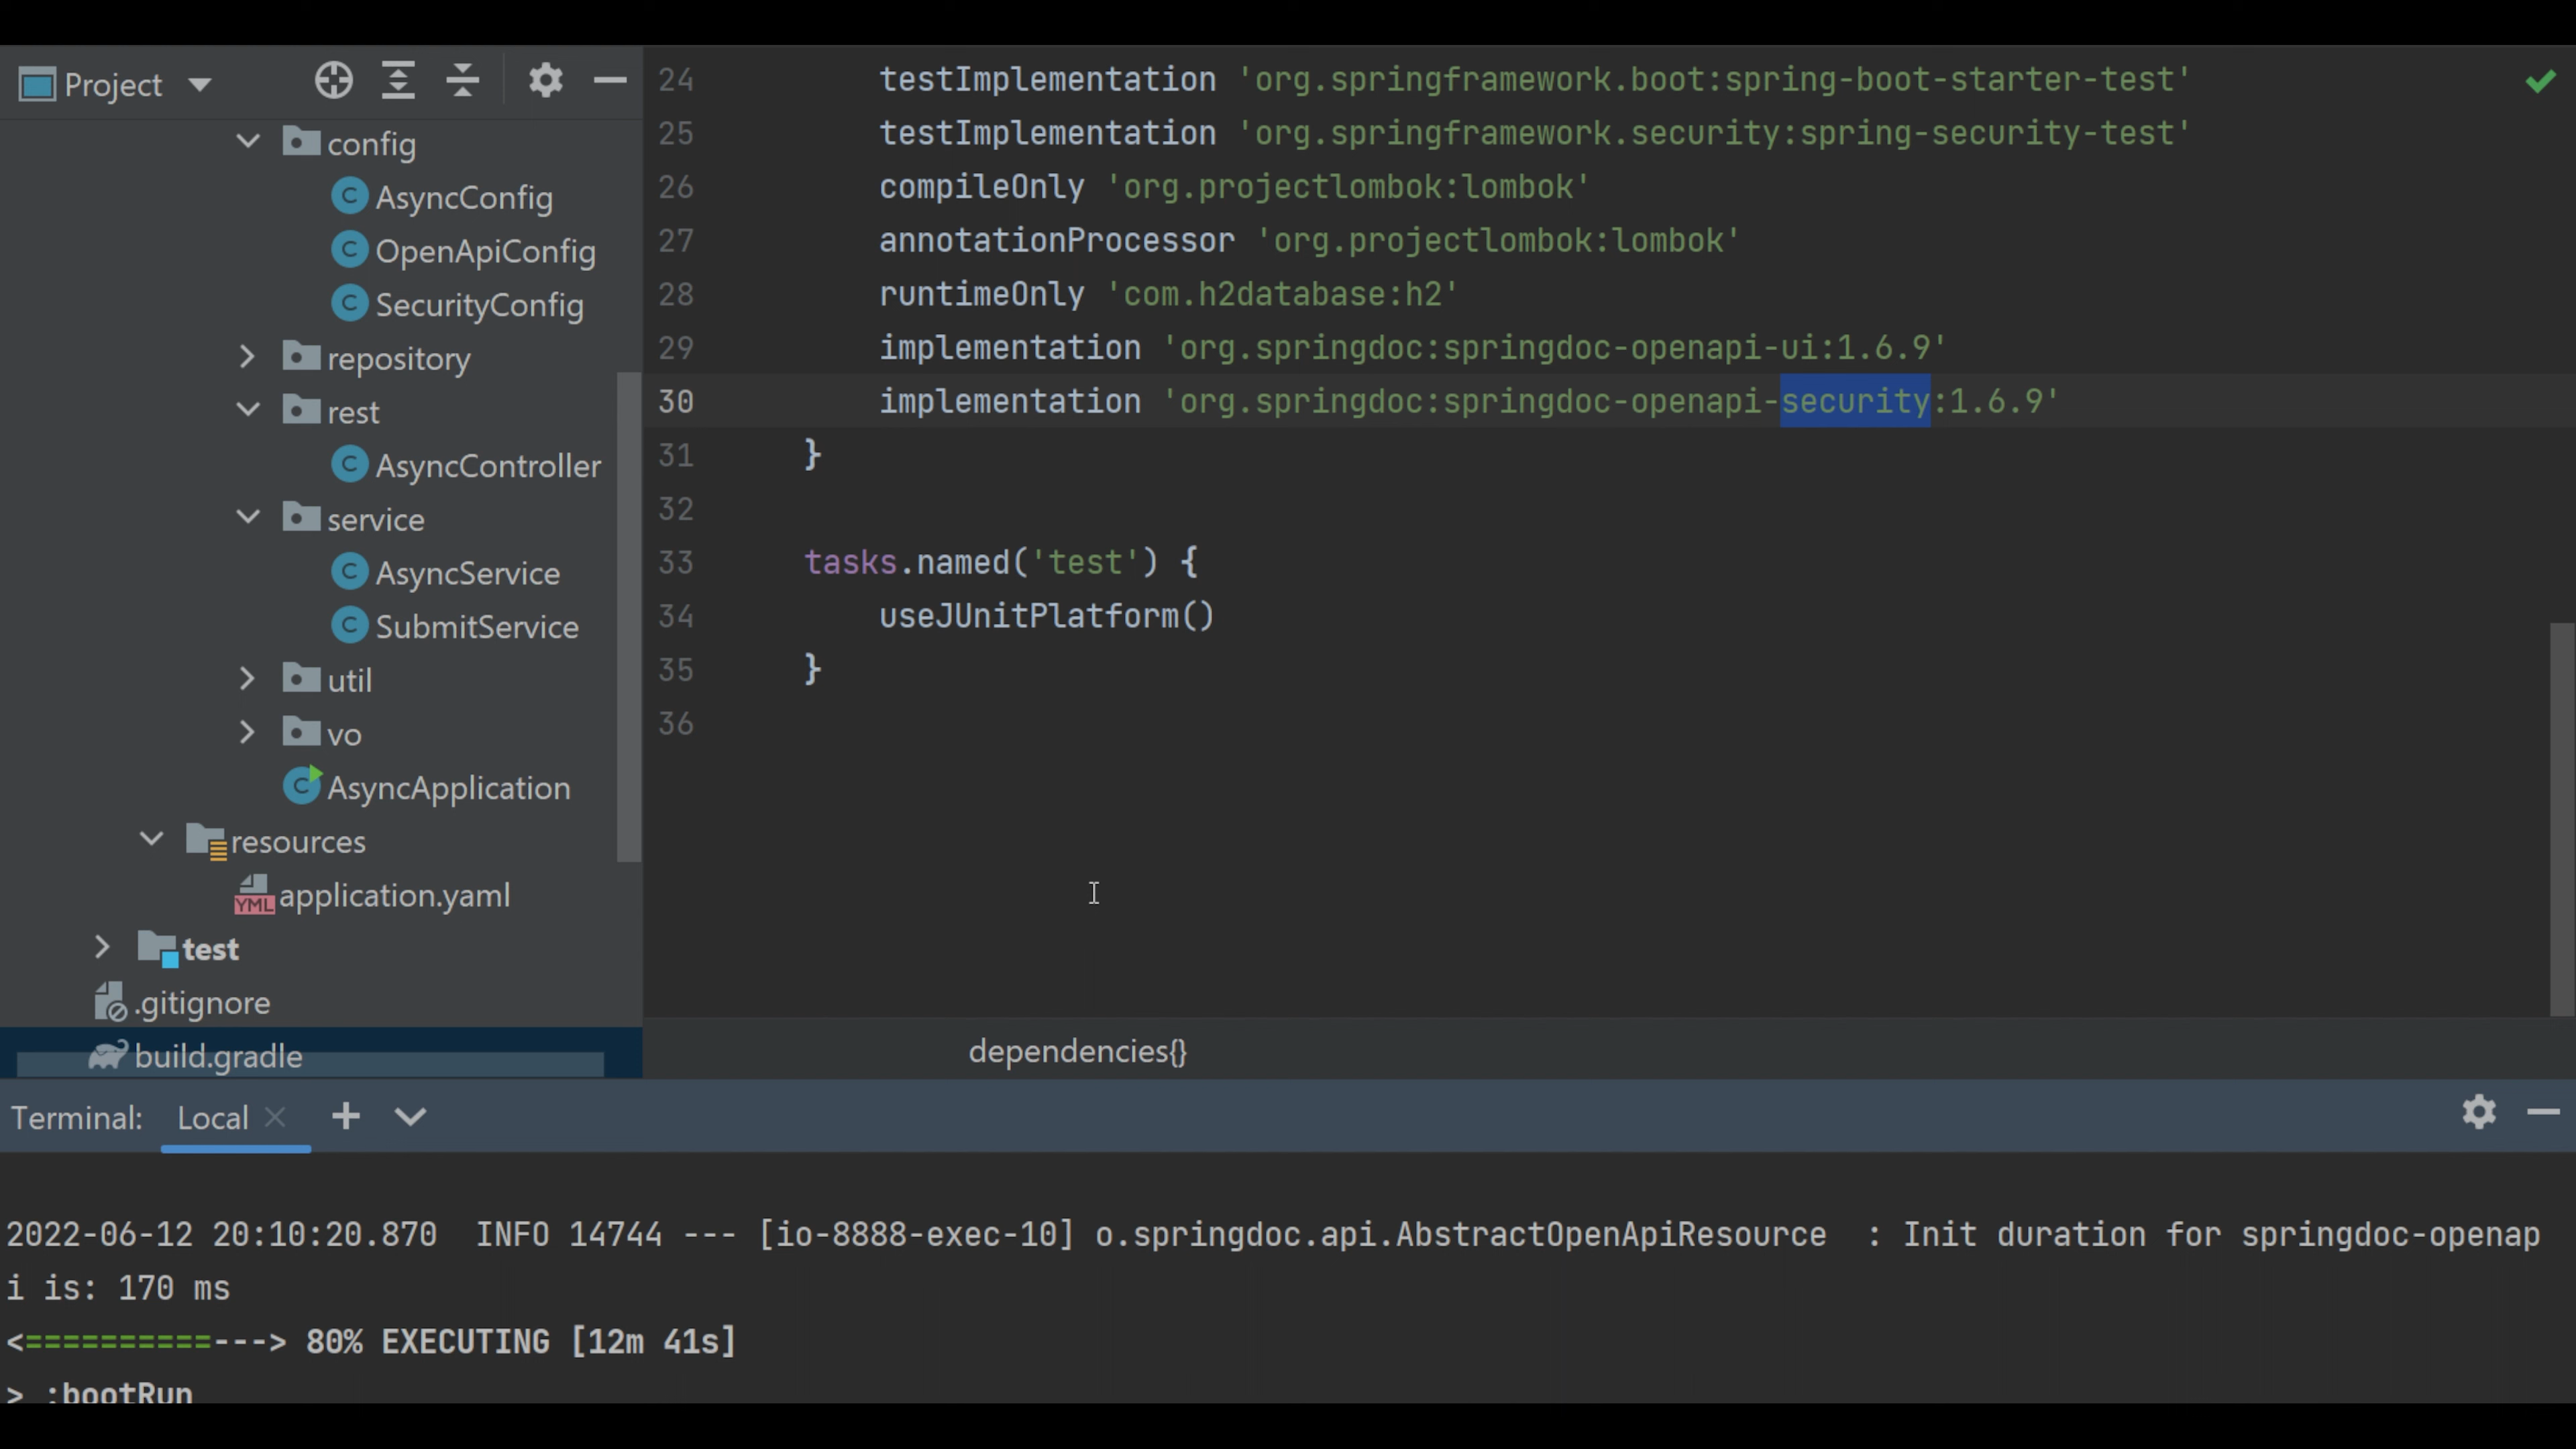 Project
config
AsyncConfig
OpenApiConfig
SecurityConfig
repository
rest
AsyncController
service
AsyncService
SubmitService
util
vo
AsyncApplication
resources
application.yaml
test
.gitignore
build.gradle
24 testImplementation 'org.springframework.boot:spring-boot-starter-test'
25 testImplementation 'org.springframework.security:spring-security-test'
26 compileOnly 'org.projectlombok:lombok'
27 annotationProcessor 'org.projectlombok:lombok'
28 runtimeOnly 'com.h2database:h2'
29 implementation 'org.springdoc:springdoc-openapi-ui:1.6.9'
30 implementation 'org.springdoc:springdoc-openapi-security:1.6.9'
31 }
32
33 tasks.named('test') {
34 useJUnitPlatform()
35 }
36
dependencies{}
Terminal: Local
2022-06-12 20:10:20.870  INFO 14744 --- [io-8888-exec-10] o.springdoc.api.AbstractOpenApiResource  : Init duration for springdoc-openap
i is: 170 ms
<==========---> 80% EXECUTING [12m 41s]
> :bootRun